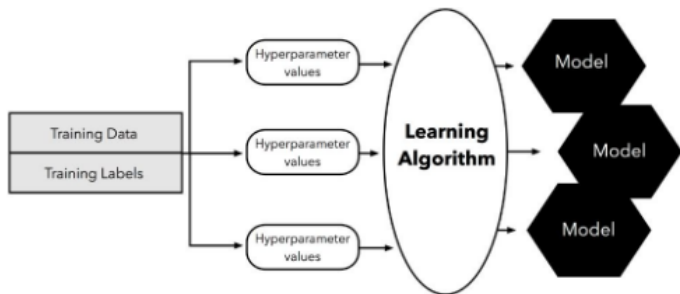 Training Data
Training Labels
Hyperparameter
values
Hyperparameter
values
Hyperparameter
values
Learning
Algorithm
Model
Model
Model